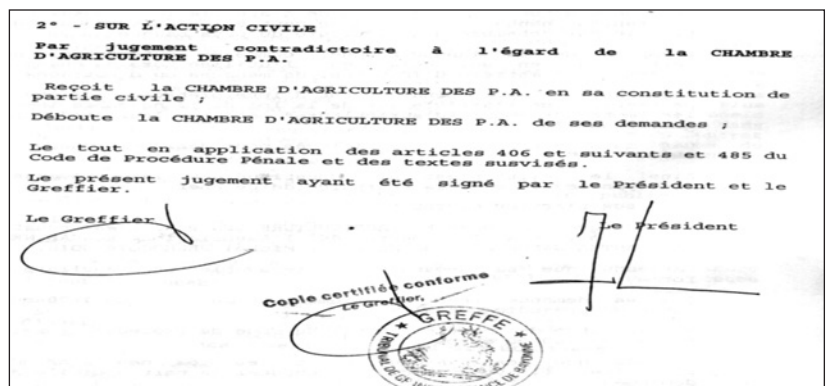 2° - SUR L'ACTION CIVILE
Par jugement contradictoire à l'égard de la CHAMBRE
D'AGRICULTURE DES P.A.
Reçoit la CHAMBRE D'AGRICULTURE DES P.A. en sa constitution de
partie civile ;
Déboute la CHAMBRE D'AGRICULTURE DES P.A. de ses demandes ;
Le tout en application des articles 406 et suivants et 485 du
Code de Procédure Pénale et des textes susvisés.
Le présent jugement ayant été signé par le Président et le
Greffier.
Le Greffier
Le Président
Copie certifiée conforme
Le Greffier,
GREFFE
TRIBUNAL DE BAYONNE